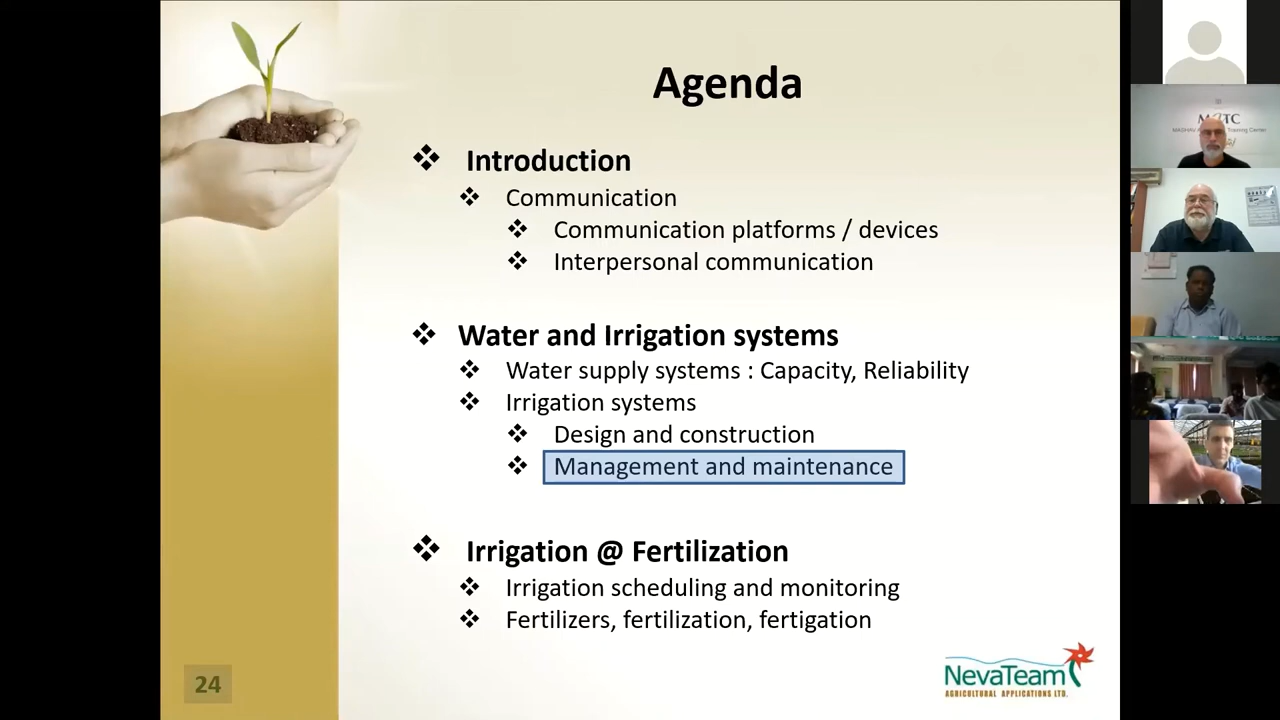 Agenda
Introduction
Communication
Communication platforms / devices
Interpersonal communication
Water and Irrigation systems
Water supply systems : Capacity, Reliability
Irrigation systems
Design and construction
Management and maintenance
Irrigation @ Fertilization
Irrigation scheduling and monitoring
Fertilizers, fertilization, fertigation
24
NevaTeam
AGRICULTURAL APPLICATIONS LTD.
Training Center